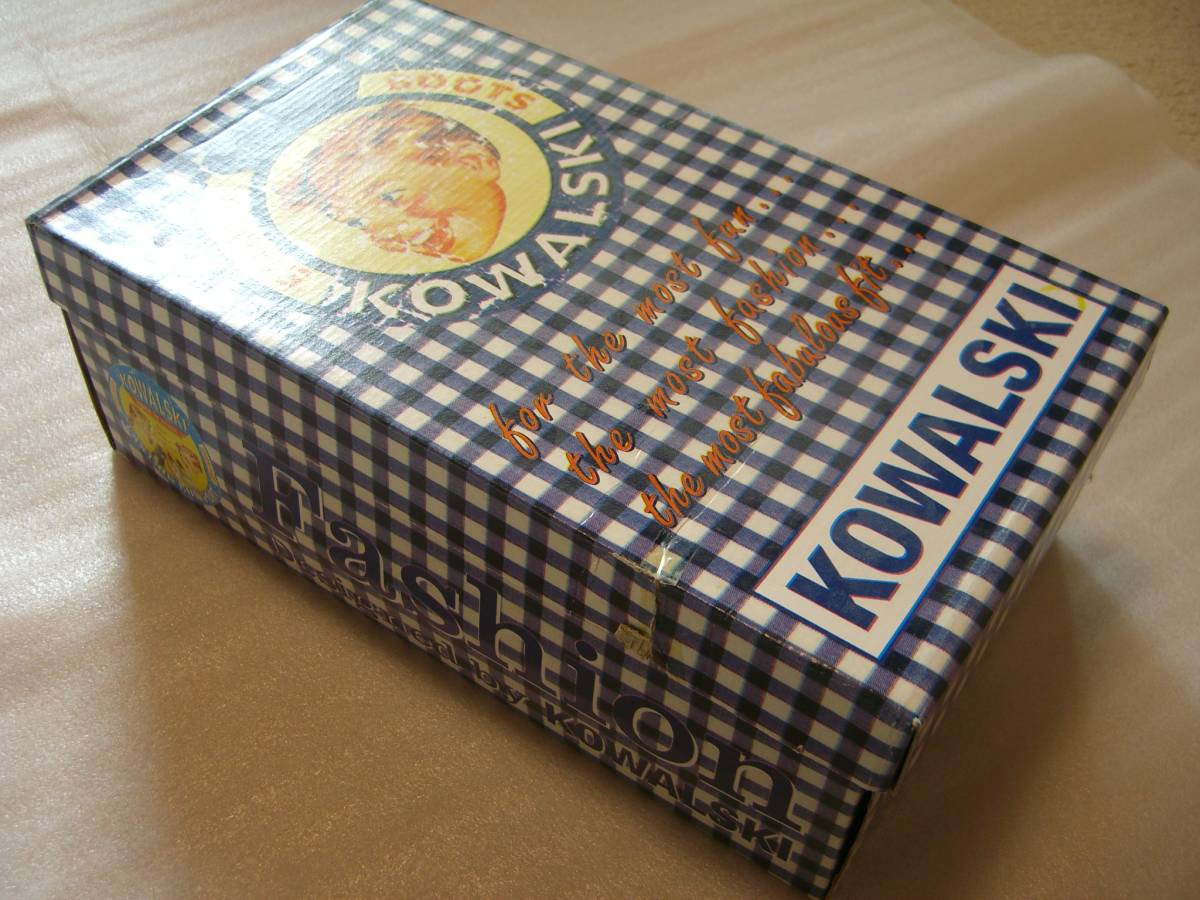 BOOTS
KOWALSKI
for the most fun...
the most fashion...
the most fabulous fit...
KOWALSKI
KOWALSKI
Fashion
Designed by KOWALSKI